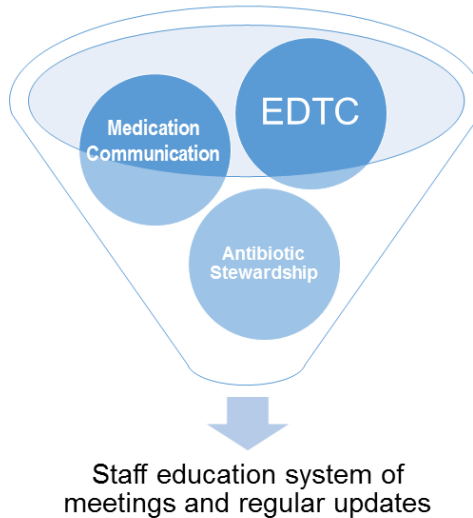 EDTC
Medication
Communication
Antibiotic
Stewardship
Staff education system of
meetings and regular updates